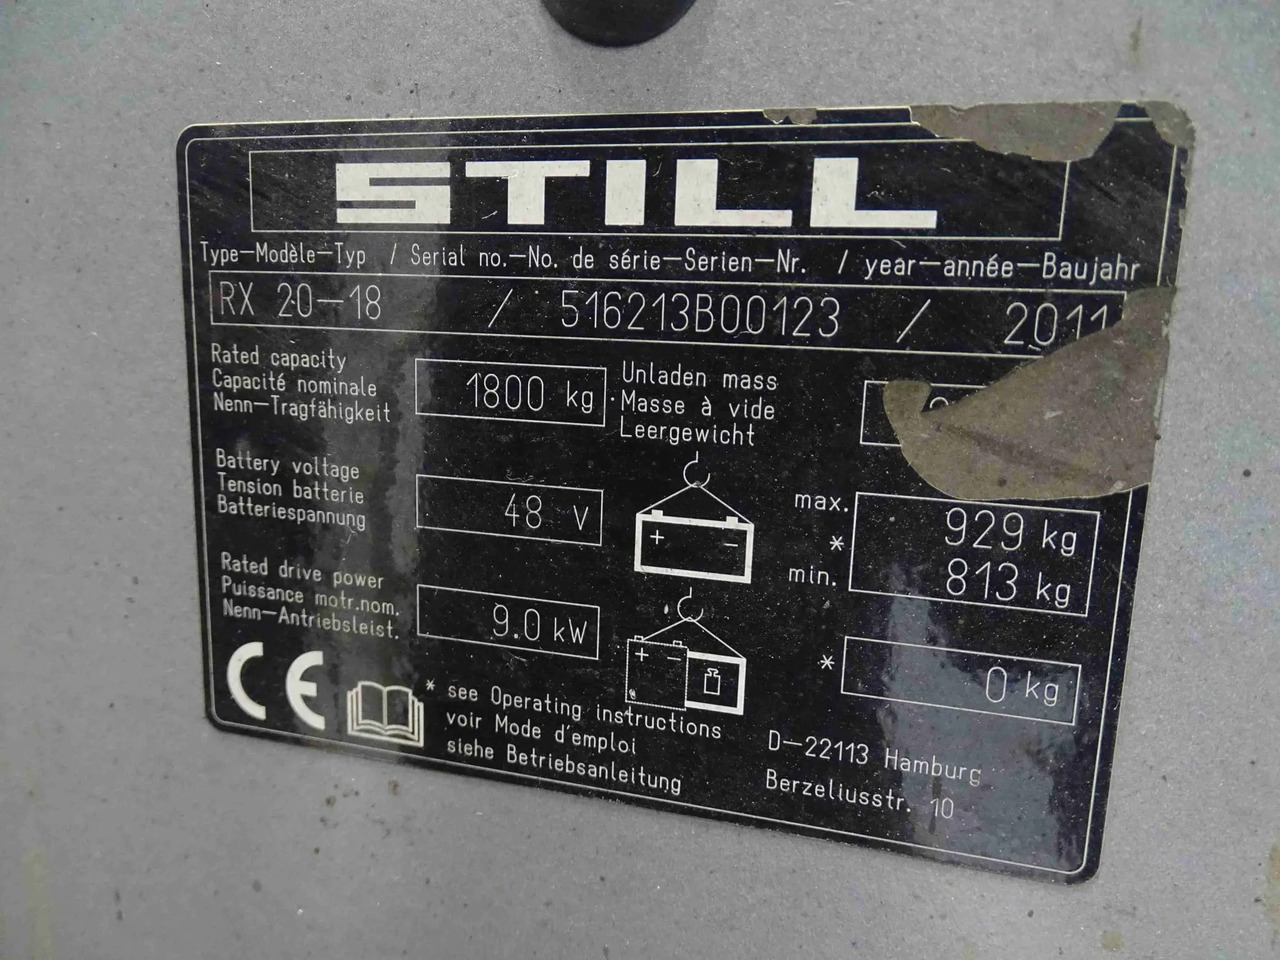 STILL
Type—Modèle—Typ / Serial no.—No. de série—Serien—Nr. / year—année—Baujahr
RX 20—18 / 516213B00123 / 2011
Rated capacity
Capacité nominale
Nenn—Tragfähigkeit
1800 kg
Unladen mass
Masse à vide
Leergewicht
Battery voltage
Tension batterie
Batteriespannung
48 V
+ −
max.
*
min.
929 kg
813 kg
Rated drive power
Puissance motr.nom.
Nenn—Antriebsleist.
9.0 kW
+ −
* 0 kg
CE
* see Operating instructions
voir Mode d'emploi
siehe Betriebsanleitung
D—22113 Hamburg
Berzeliusstr. 10